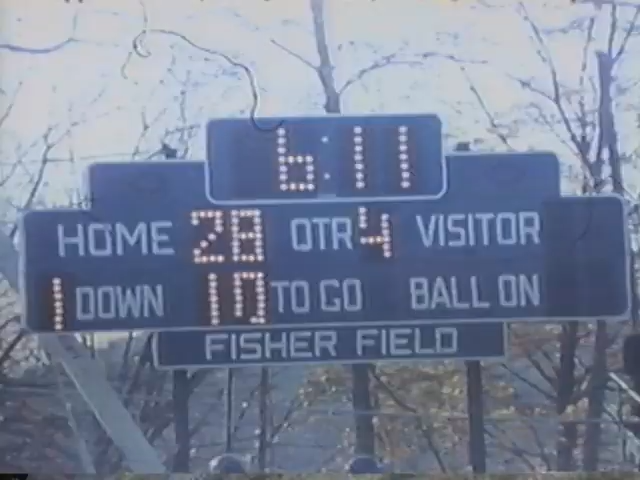 6:11
HOME 28 QTR 4 VISITOR
1 DOWN 10 TO GO BALL ON
FISHER FIELD